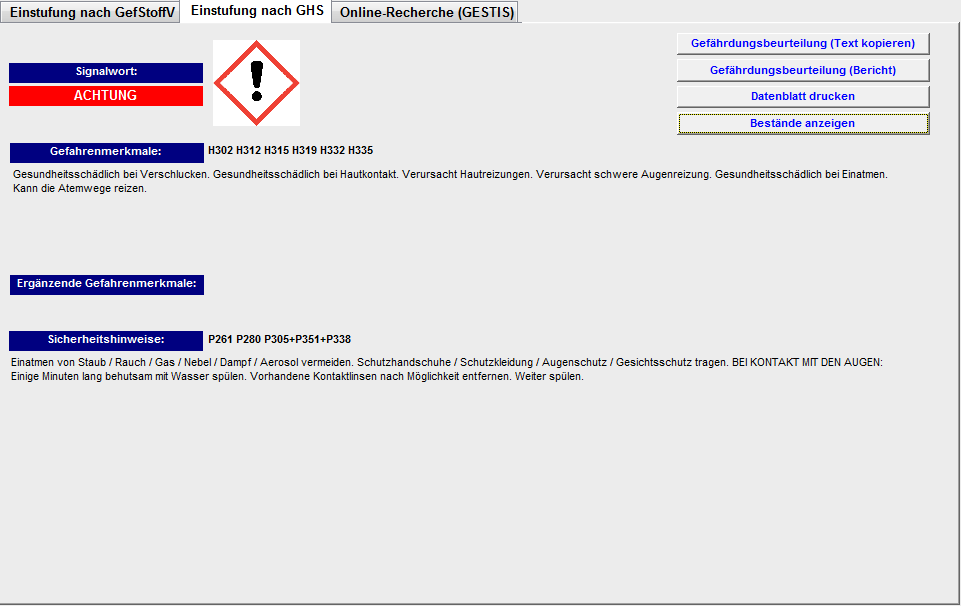 Einstufung nach GefStoffV
Einstufung nach GHS
Online-Recherche (GESTIS)
Signalwort:
ACHTUNG
Gefährdungsbeurteilung (Text kopieren)
Gefährdungsbeurteilung (Bericht)
Datenblatt drucken
Bestände anzeigen
Gefahrenmerkmale:
H302 H312 H315 H319 H332 H335
Gesundheitsschädlich bei Verschlucken. Gesundheitsschädlich bei Hautkontakt. Verursacht Hautreizungen. Verursacht schwere Augenreizung. Gesundheitsschädlich bei Einatmen.
Kann die Atemwege reizen.
Ergänzende Gefahrenmerkmale:
Sicherheitshinweise:
P261 P280 P305+P351+P338
Einatmen von Staub / Rauch / Gas / Nebel / Dampf / Aerosol vermeiden. Schutzhandschuhe / Schutzkleidung / Augenschutz / Gesichtsschutz tragen. BEI KONTAKT MIT DEN AUGEN:
Einige Minuten lang behutsam mit Wasser spülen. Vorhandene Kontaktlinsen nach Möglichkeit entfernen. Weiter spülen.